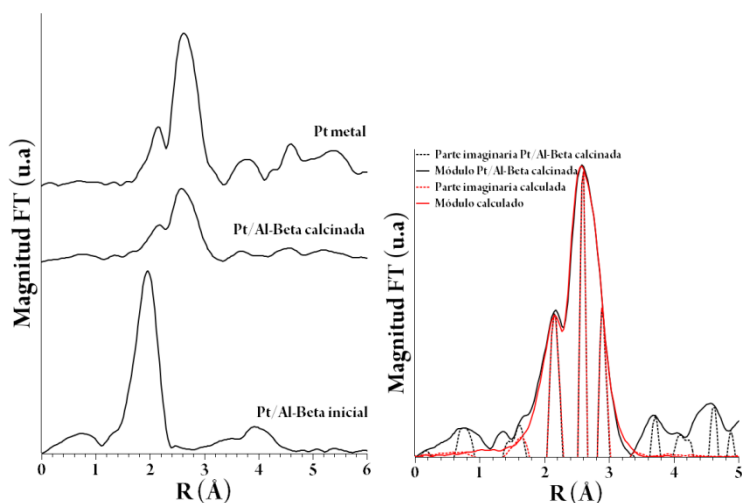 Magnitud FT (u.a)
Pt metal
Pt/Al-Beta calcinada
Pt/Al-Beta inicial
0 1 2 3 4 5 6
R (Å)
Magnitud FT (u.a)
Parte imaginaria Pt/Al-Beta calcinada
Módulo Pt/Al-Beta calcinada
Parte imaginaria calculada
Módulo calculado
0 1 2 3 4 5
R (Å)